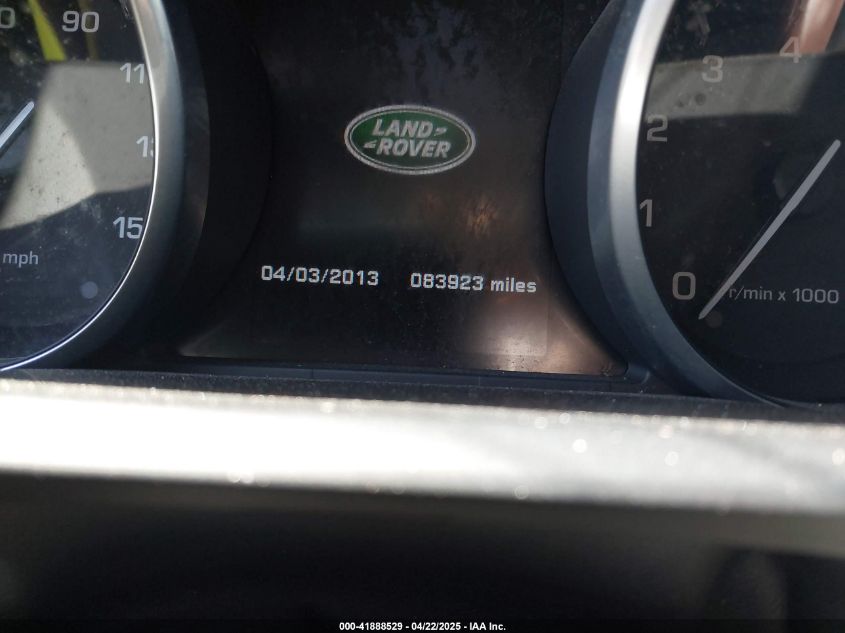 90
11
13
15
mph
LAND
ROVER
04/03/2013 083923 miles
4
3
2
1
0
r/min x 1000
000-41888529 - 04/22/2025 - IAA Inc.